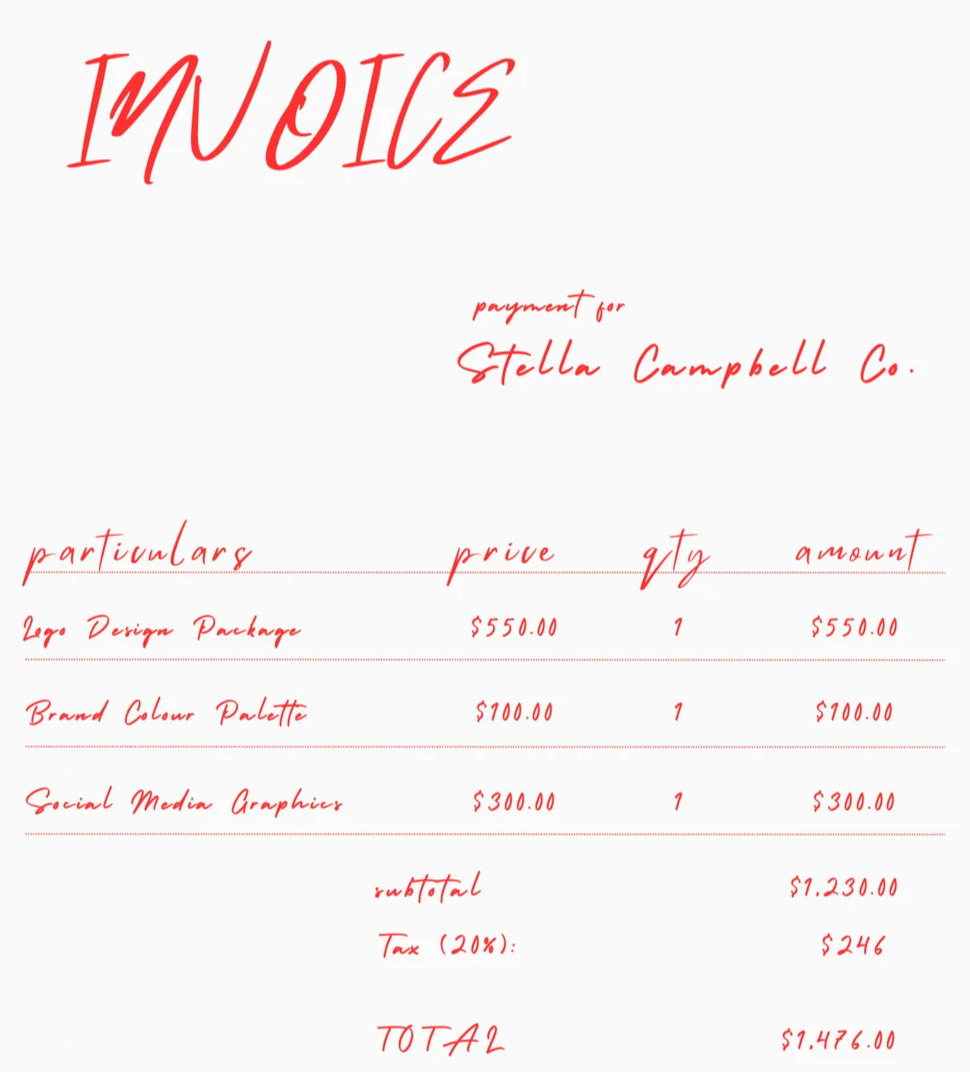 INVOICE
payment for
Stella Campbell Co.
particulars price qty amount
Logo Design Package $550.00 1 $550.00
Brand Colour Palette $100.00 1 $100.00
Social Media Graphics $300.00 1 $300.00
subtotal $1.230.00
Tax (20%): $246
TOTAL $1,476.00